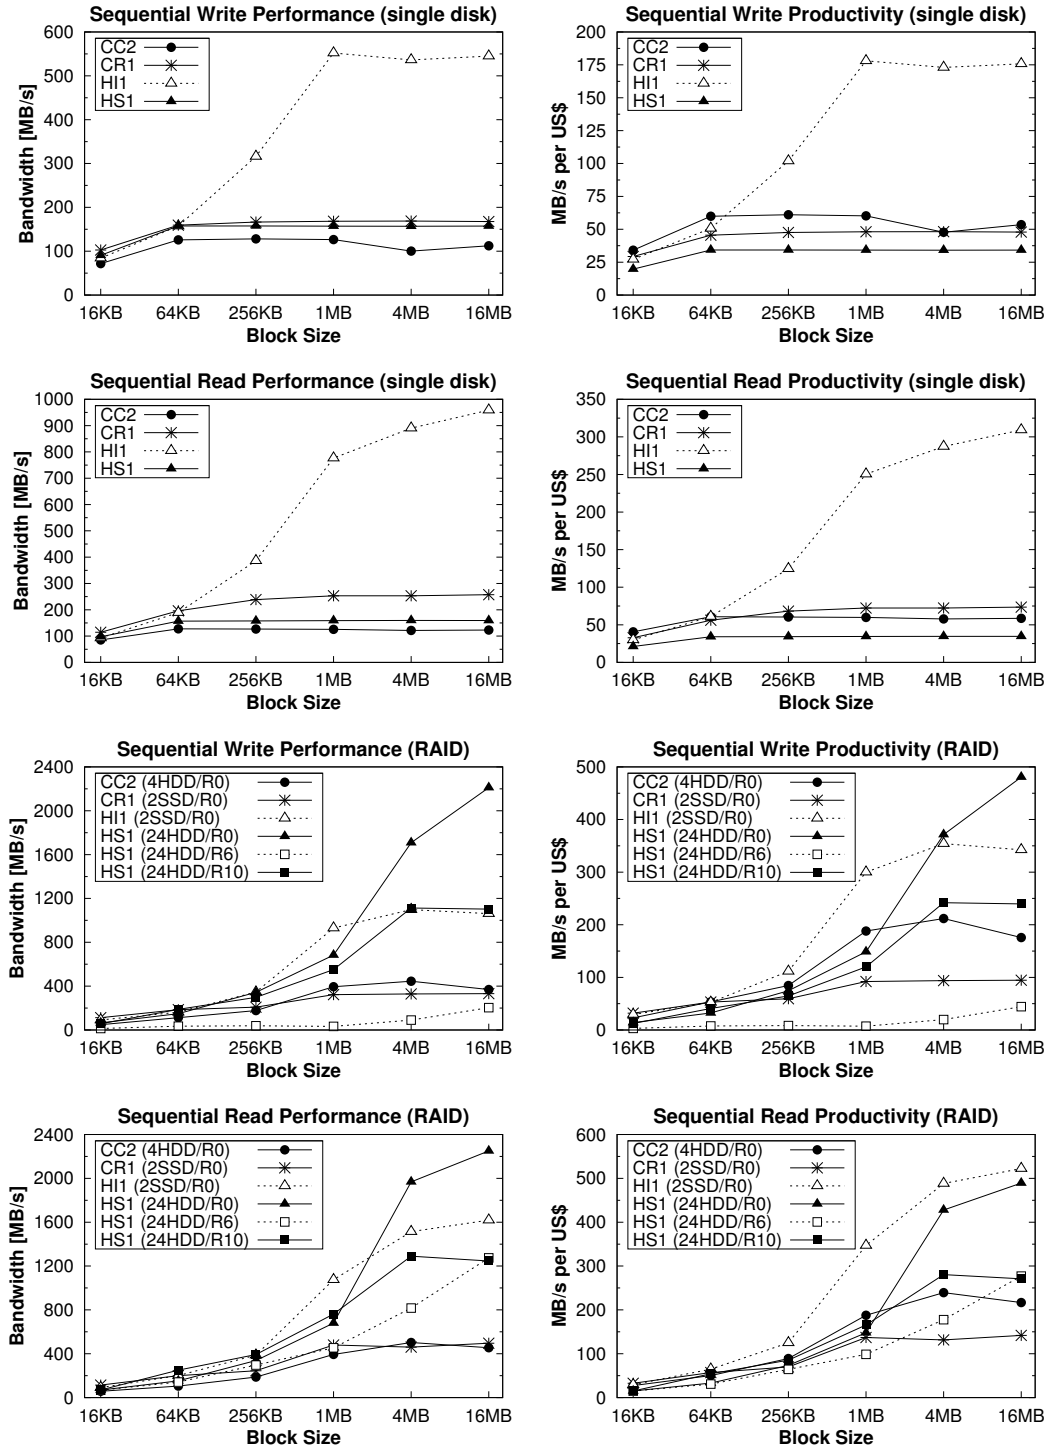 Sequential Write Performance (single disk)
Bandwidth [MB/s]
600
500
400
300
200
100
0
CC2
CR1
HI1
HS1
16KB 64KB 256KB 1MB 4MB 16MB
Block Size
Sequential Write Productivity (single disk)
MB/s per US$
200
175
150
125
100
75
50
25
0
CC2
CR1
HI1
HS1
16KB 64KB 256KB 1MB 4MB 16MB
Block Size
Sequential Read Performance (single disk)
Bandwidth [MB/s]
1000
900
800
700
600
500
400
300
200
100
0
CC2
CR1
HI1
HS1
16KB 64KB 256KB 1MB 4MB 16MB
Block Size
Sequential Read Productivity (single disk)
MB/s per US$
350
300
250
200
150
100
50
0
CC2
CR1
HI1
HS1
16KB 64KB 256KB 1MB 4MB 16MB
Block Size
Sequential Write Performance (RAID)
Bandwidth [MB/s]
2400
2000
1600
1200
800
400
0
CC2 (4HDD/R0)
CR1 (2SSD/R0)
HI1 (2SSD/R0)
HS1 (24HDD/R0)
HS1 (24HDD/R6)
HS1 (24HDD/R10)
16KB 64KB 256KB 1MB 4MB 16MB
Block Size
Sequential Write Productivity (RAID)
MB/s per US$
500
400
300
200
100
0
CC2 (4HDD/R0)
CR1 (2SSD/R0)
HI1 (2SSD/R0)
HS1 (24HDD/R0)
HS1 (24HDD/R6)
HS1 (24HDD/R10)
16KB 64KB 256KB 1MB 4MB 16MB
Block Size
Sequential Read Performance (RAID)
Bandwidth [MB/s]
2400
2000
1600
1200
800
400
0
CC2 (4HDD/R0)
CR1 (2SSD/R0)
HI1 (2SSD/R0)
HS1 (24HDD/R0)
HS1 (24HDD/R6)
HS1 (24HDD/R10)
16KB 64KB 256KB 1MB 4MB 16MB
Block Size
Sequential Read Productivity (RAID)
MB/s per US$
600
500
400
300
200
100
0
CC2 (4HDD/R0)
CR1 (2SSD/R0)
HI1 (2SSD/R0)
HS1 (24HDD/R0)
HS1 (24HDD/R6)
HS1 (24HDD/R10)
16KB 64KB 256KB 1MB 4MB 16MB
Block Size